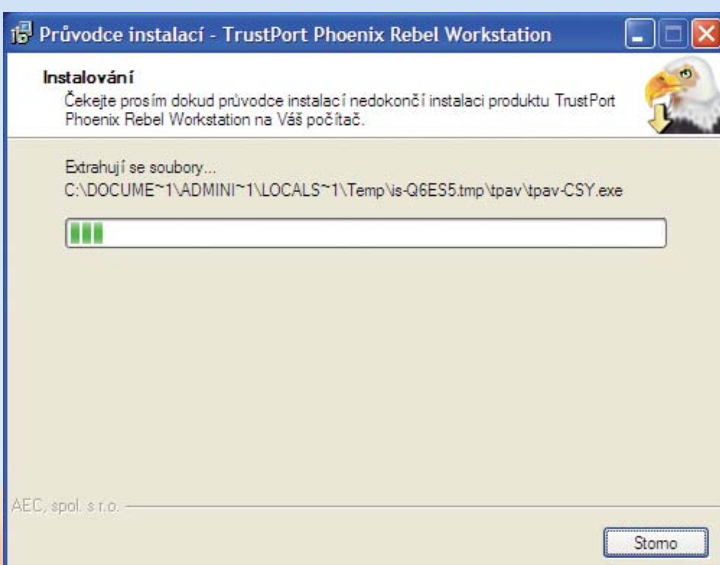 Průvodce instalací - TrustPort Phoenix Rebel Workstation
Instalování
Čekejte prosím dokud průvodce instalací nedokončí instalaci produktu TrustPort
Phoenix Rebel Workstation na Váš počítač.
Extrahují se soubory...
C:\DOCUME~1\ADMINI~1\LOCALS~1\Temp\is-Q6ES5.tmp\tpav\tpav-CSY.exe
AEC, spol. s r.o.
Storno